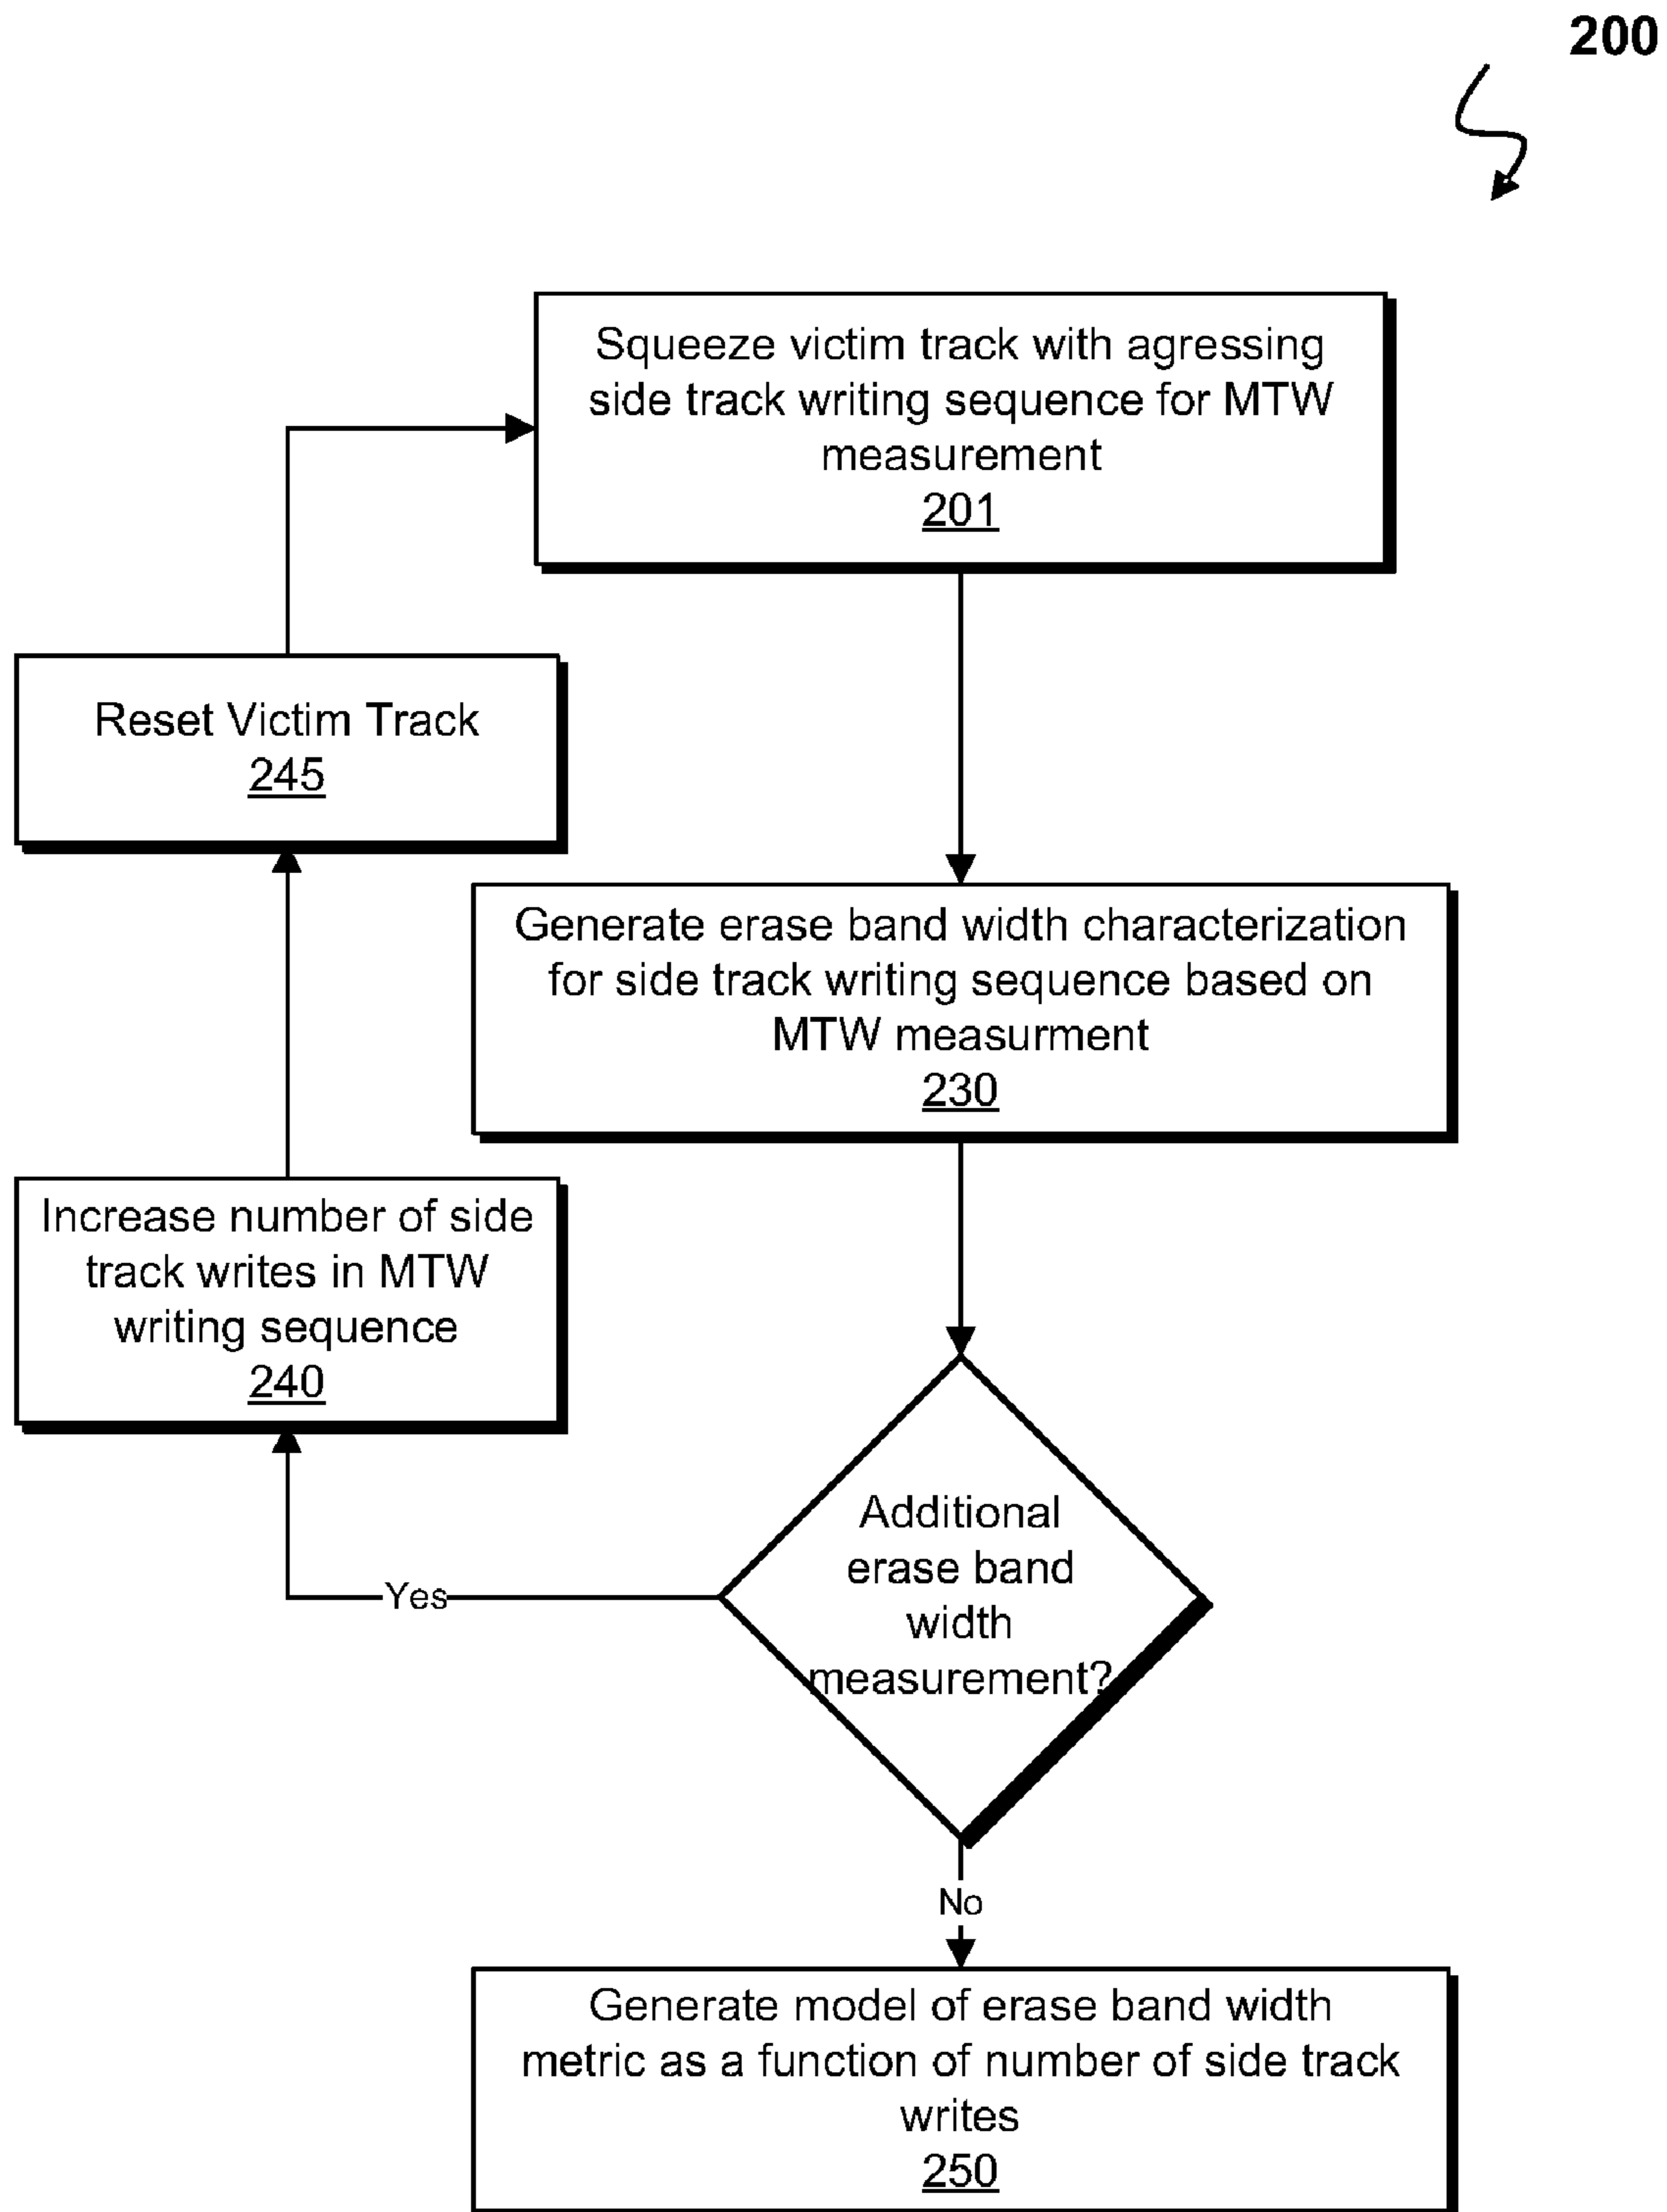 200
Squeeze victim track with agressing
side track writing sequence for MTW
measurement
201
Reset Victim Track
245
Generate erase band width characterization
for side track writing sequence based on
MTW measurment
230
Increase number of side
track writes in MTW
writing sequence
240
Additional
erase band
width
measurement?
Yes
No
Generate model of erase band width
metric as a function of number of side track
writes
250